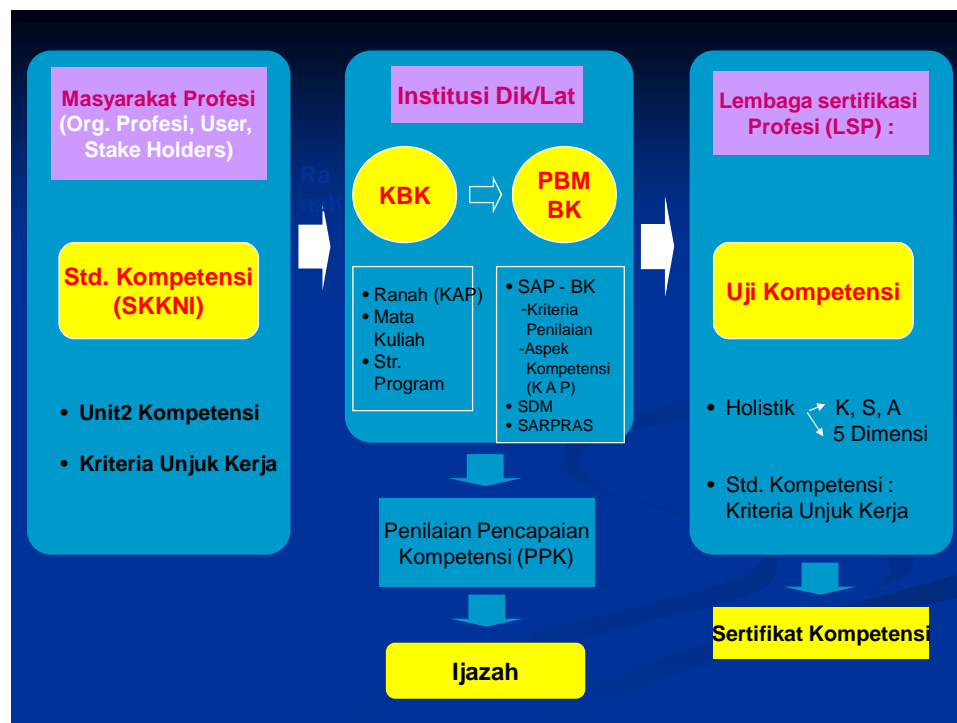 Masyarakat Profesi
(Org. Profesi, User,
Stake Holders)
Std. Kompetensi
(SKKNI)
• Unit2 Kompetensi
• Kriteria Unjuk Kerja
Ra
nah
Institusi Dik/Lat
KBK
PBM
BK
• Ranah (KAP)
• Mata
Kuliah
• Str.
Program
• SAP - BK
-Kriteria
Penilaian
-Aspek
Kompetensi
(K A P)
• SDM
• SARPRAS
Penilaian Pencapaian
Kompetensi (PPK)
Ijazah
Lembaga sertifikasi
Profesi (LSP) :
Uji Kompetensi
• Holistik K, S, A
5 Dimensi
• Std. Kompetensi :
Kriteria Unjuk Kerja
Sertifikat Kompetensi